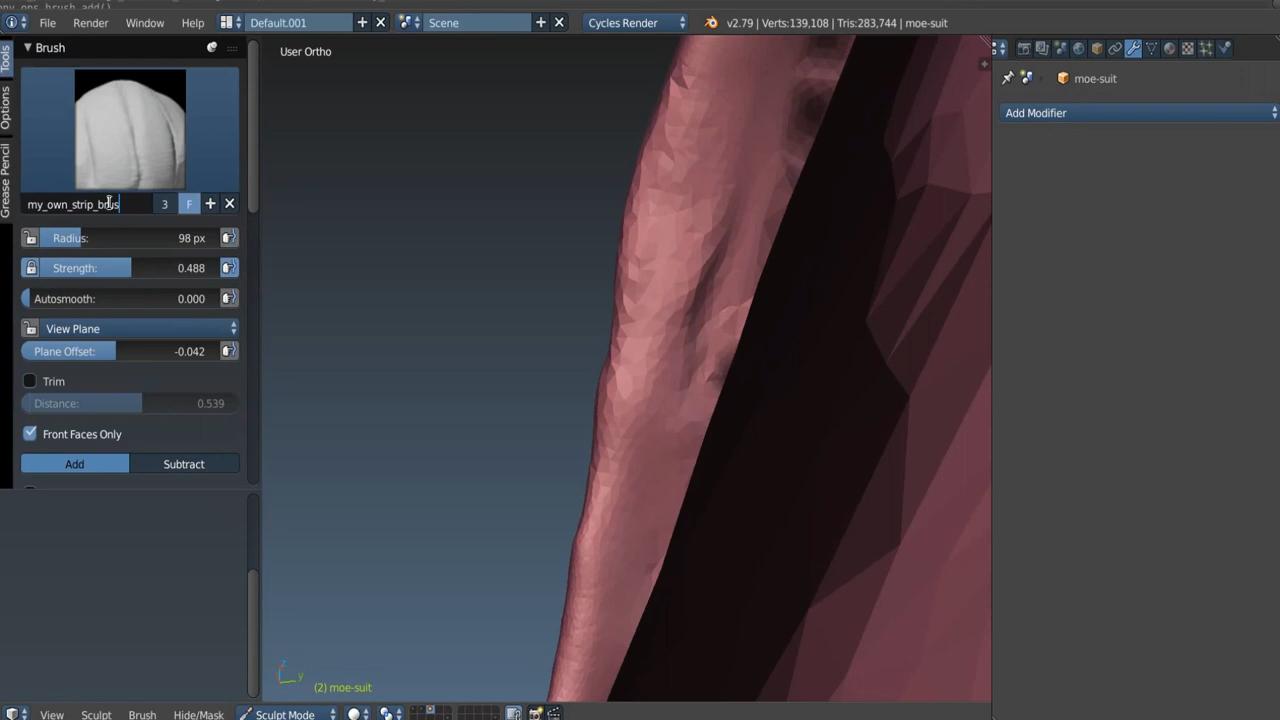 File Render Window Help Default.001 Scene Cycles Render v2.79 | Verts:139,108 | Tris:283,744 | moe-suit
Brush
User Ortho
Tools
Options
Grease Pencil
moe-suit
Add Modifier
my_own_strip_brus 3 F
Radius: 98 px
Strength: 0.488
Autosmooth: 0.000
View Plane
Plane Offset: -0.042
Trim
Distance: 0.539
Front Faces Only
Add Subtract
z
y
(2) moe-suit
View Sculpt Brush Hide/Mask Sculpt Mode